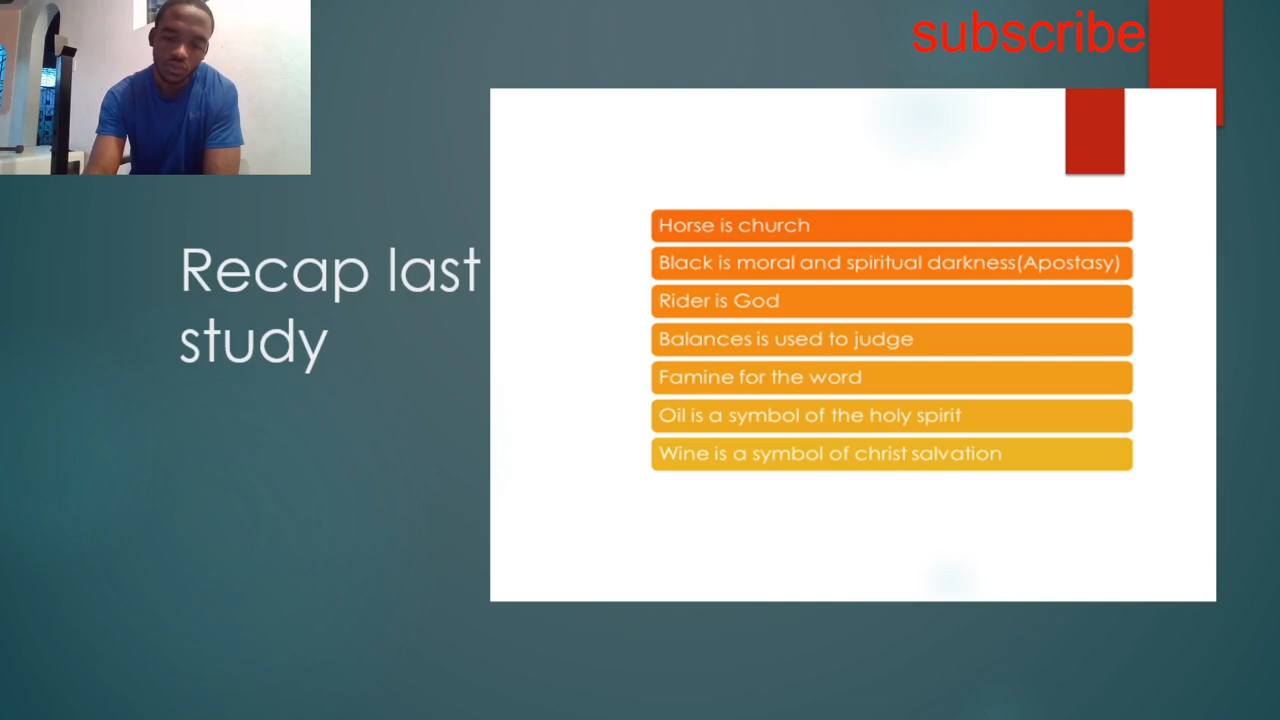 subscribe
Recap last
study
Horse is church
Black is moral and spiritual darkness(Apostasy)
Rider is God
Balances is used to judge
Famine for the word
Oil is a symbol of the holy spirit
Wine is a symbol of christ salvation